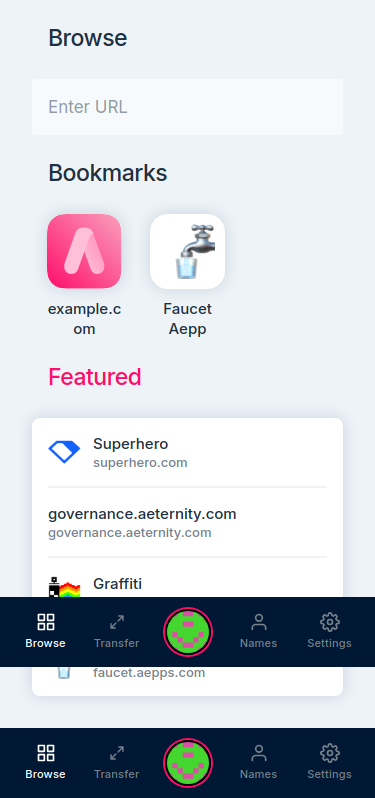 Browse
Enter URL
Bookmarks
example.c
om
Faucet
Aepp
Featured
Superhero
superhero.com
governance.aeternity.com
governance.aeternity.com
Graffiti
Browse
Transfer
Names
Settings
faucet.aepps.com
Browse
Transfer
Names
Settings